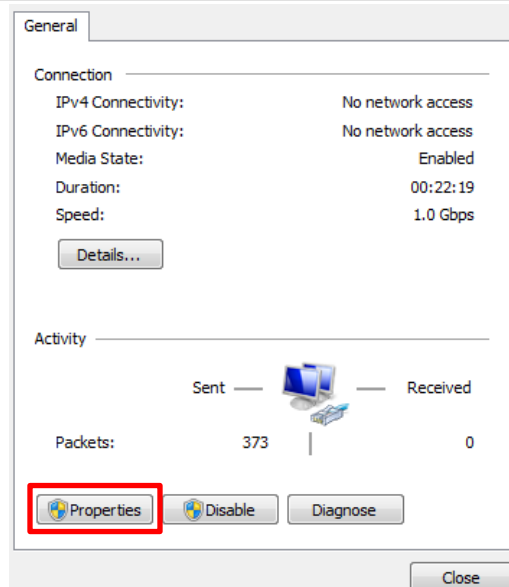 General
Connection
IPv4 Connectivity: No network access
IPv6 Connectivity: No network access
Media State: Enabled
Duration: 00:22:19
Speed: 1.0 Gbps
Details...
Activity
Sent Received
Packets: 373 0
Properties Disable Diagnose
Close